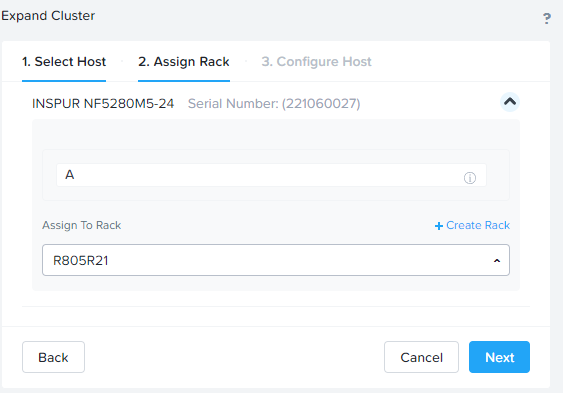 Expand Cluster
?
1. Select Host 2. Assign Rack 3. Configure Host
INSPUR NF5280M5-24 Serial Number: (221060027)
A
Assign To Rack + Create Rack
R805R21
Back Cancel Next